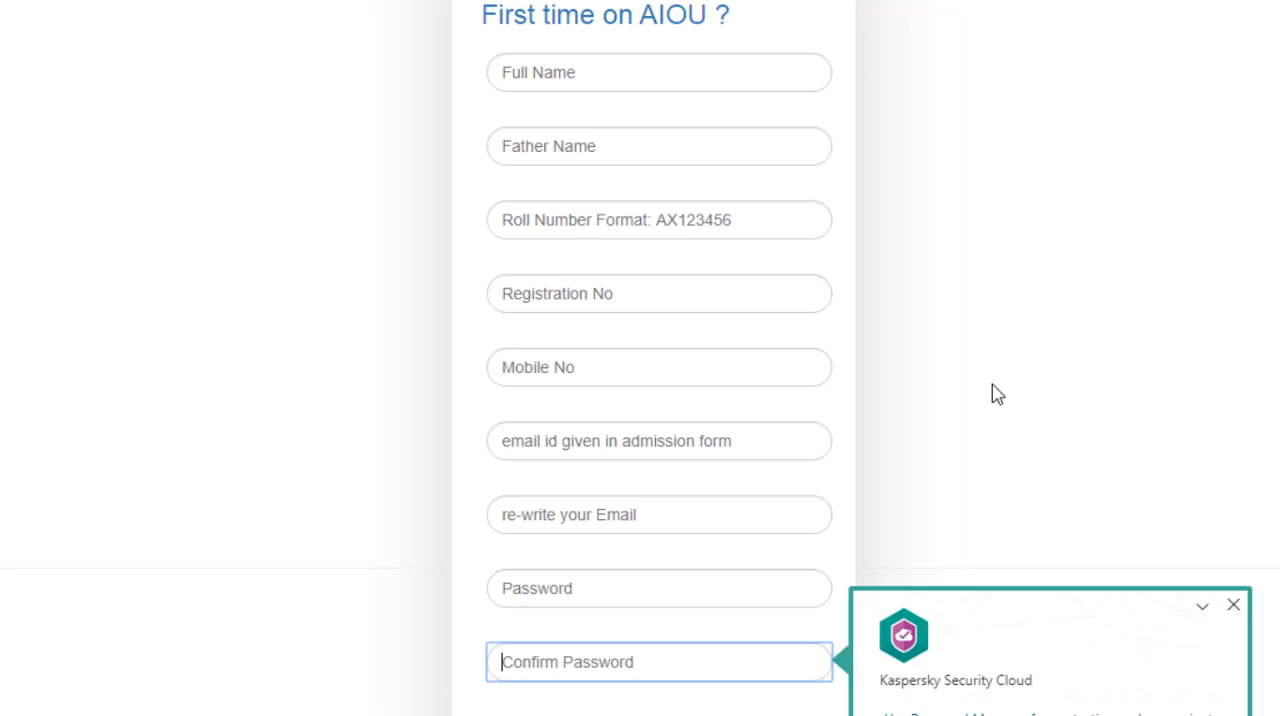 First time on AIOU ?
Full Name
Father Name
Roll Number Format: AX123456
Registration No
Mobile No
email id given in admission form
re-write your Email
Password
Confirm Password
Kaspersky Security Cloud